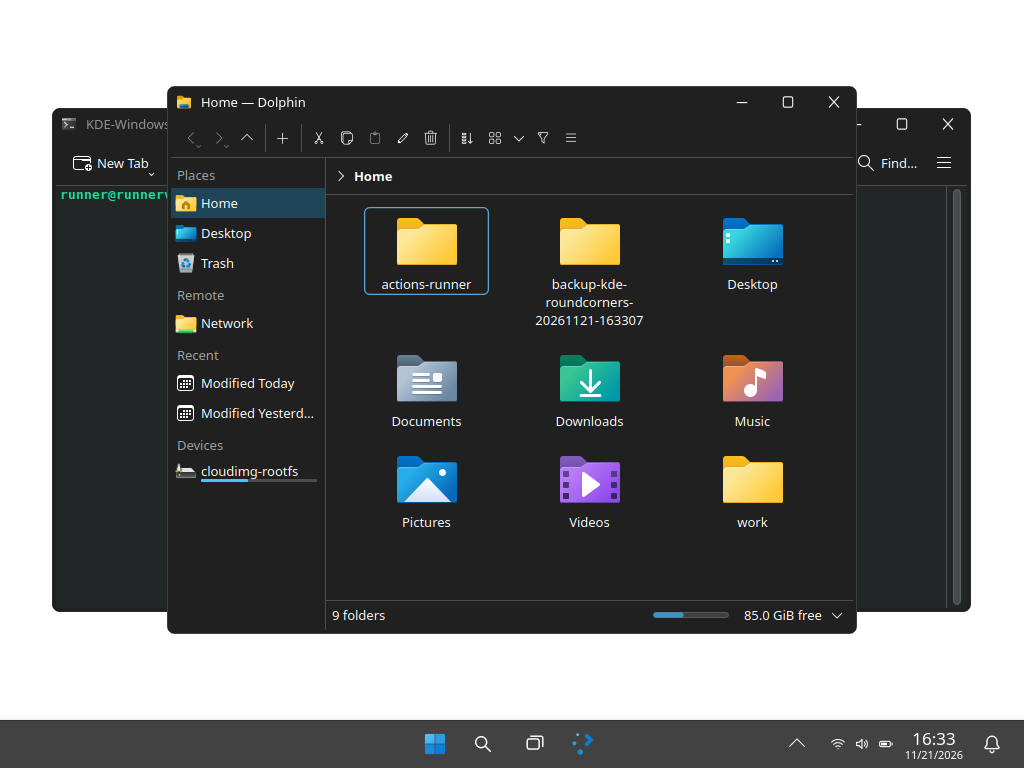 Home — Dolphin
KDE-Windows
New Tab
Find...
runner@runner
Places
Home
Desktop
Trash
Remote
Network
Recent
Modified Today
Modified Yesterd...
Devices
cloudimg-rootfs
Home
actions-runner
backup-kde-
roundcorners-
20261121-163307
Desktop
Documents
Downloads
Music
Pictures
Videos
work
9 folders
85.0 GiB free
16:33
11/21/2026